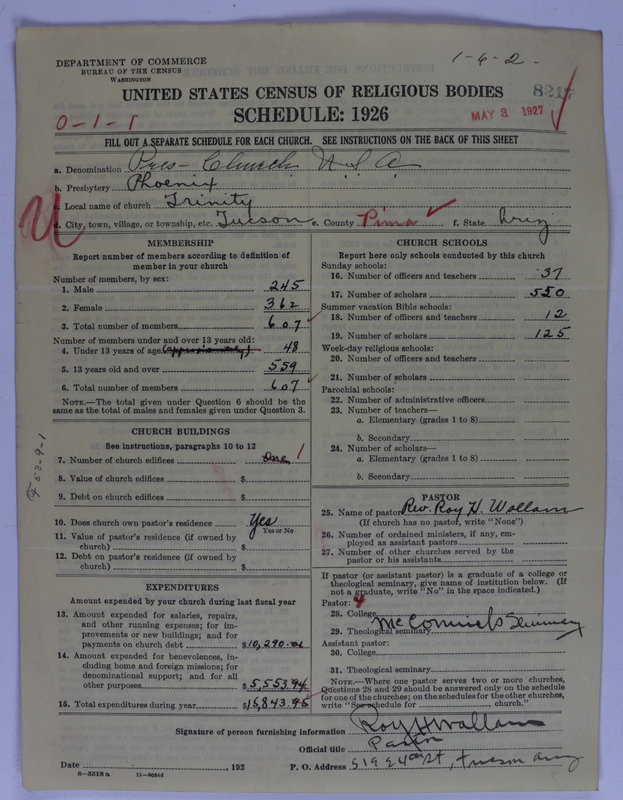 DEPARTMENT OF COMMERCE
BUREAU OF THE CENSUS
WASHINGTON
1-6-2-
UNITED STATES CENSUS OF RELIGIOUS BODIES
8217
SCHEDULE: 1926
MAY 3 1927
0-1-1
FILL OUT A SEPARATE SCHEDULE FOR EACH CHURCH. SEE INSTRUCTIONS ON THE BACK OF THIS SHEET
a. Denomination Pres- Church U.S.A.
b. Presbytery Phoenix
c. Local name of church Trinity
d. City, town, village, or township, etc. Tucson e. County Pima f. State Ariz
MEMBERSHIP
Report number of members according to definition of
member in your church
Number of members, by sex:
1. Male 245
2. Female 362
3. Total number of members 607
Number of members under and over 13 years old:
4. Under 13 years of age (approximately) 48
5. 13 years old and over 559
6. Total number of members 607
NOTE.—The total given under Question 6 should be the
same as the total of males and females given under Question 3.
CHURCH BUILDINGS
See instructions, paragraphs 10 to 12
7. Number of church edifices One 1
8. Value of church edifices $
9. Debt on church edifices $
10. Does church own pastor's residence Yes
Yes or No
11. Value of pastor's residence (if owned by
church) $
12. Debt on pastor's residence (if owned by
church) $
F53-9-1
EXPENDITURES
Amount expended by your church during last fiscal year
13. Amount expended for salaries, repairs,
and other running expenses; for im-
provements or new buildings; and for
payments on church debt $10,290.01
14. Amount expended for benevolences, in-
cluding home and foreign missions; for
denominational support; and for all
other purposes $5,553.94
15. Total expenditures during year $15,843.95
CHURCH SCHOOLS
Report here only schools conducted by this church
Sunday schools:
16. Number of officers and teachers 37
17. Number of scholars 550
Summer vacation Bible schools:
18. Number of officers and teachers 12
19. Number of scholars 125
Week-day religious schools:
20. Number of officers and teachers
21. Number of scholars
Parochial schools:
22. Number of administrative officers
23. Number of teachers—
a. Elementary (grades 1 to 8)
b. Secondary
24. Number of scholars—
a. Elementary (grades 1 to 8)
b. Secondary
PASTOR
25. Name of pastor Rev. Roy H. Wollam
(If church has no pastor, write "None")
26. Number of ordained ministers, if any, em-
ployed as assistant pastors
27. Number of other churches served by the
pastor or his assistants
If pastor (or assistant pastor) is a graduate of a college or
theological seminary, give name of institution below. (If
not a graduate, write "No" in the space indicated.)
Pastor: 4
28. College
29. Theological seminary McCormick Seminary
Assistant pastor:
30. College
31. Theological seminary
NOTE.—Where one pastor serves two or more churches,
Questions 28 and 29 should be answered only on the schedule
for one of the churches; on the schedules for the other churches,
write "See schedule for church."
Signature of person furnishing information Roy H Wollam
Official title Pastor
Date , 192 P. O. Address 519 E 4th St, Tucson Ariz
8-5518 a